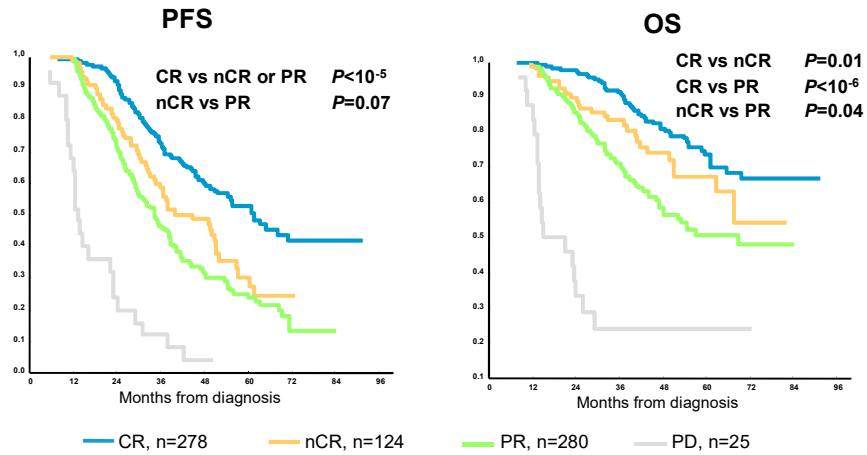 PFS
OS
CR vs nCR or PR P<10-5
nCR vs PR P=0.07
CR vs nCR P=0.01
CR vs PR P<10-6
nCR vs PR P=0.04
1,0
0.9
0.8
0.7
0.6
0.5
0.4
0.3
0.2
0.1
0.0
0 12 24 36 48 60 72 84 96
Months from diagnosis
1,0
0.9
0.8
0.7
0.6
0.5
0.4
0.3
0.2
0.1
0 12 24 36 48 60 72 84 96
Months from diagnosis
CR, n=278 nCR, n=124 PR, n=280 PD, n=25